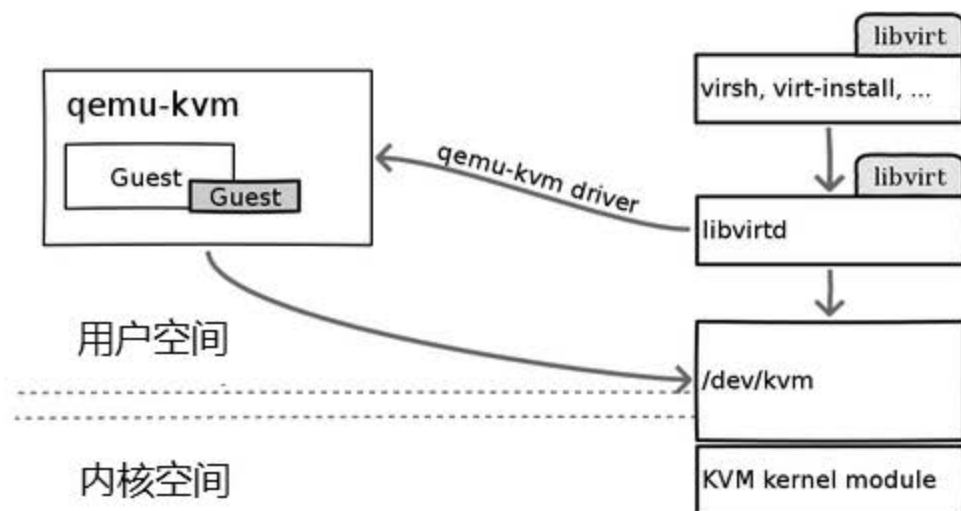 libvirt
virsh, virt-install, ...
qemu-kvm
Guest
Guest
qemu-kvm driver
libvirt
libvirtd
用户空间
/dev/kvm
内核空间
KVM kernel module